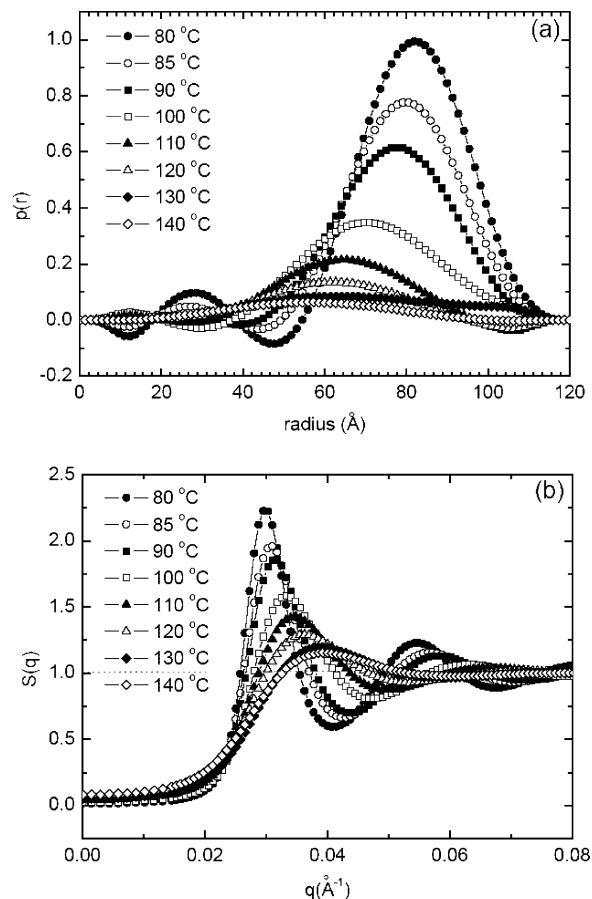 (a)
80 °C
85 °C
90 °C
100 °C
110 °C
120 °C
130 °C
140 °C
p(r)
1.0
0.8
0.6
0.4
0.2
0.0
-0.2
0 20 40 60 80 100 120
radius (Å)
(b)
80 °C
85 °C
90 °C
100 °C
110 °C
120 °C
130 °C
140 °C
S(q)
2.5
2.0
1.5
1.0
0.5
0.0
0.00 0.02 0.04 0.06 0.08
q(Å⁻¹)